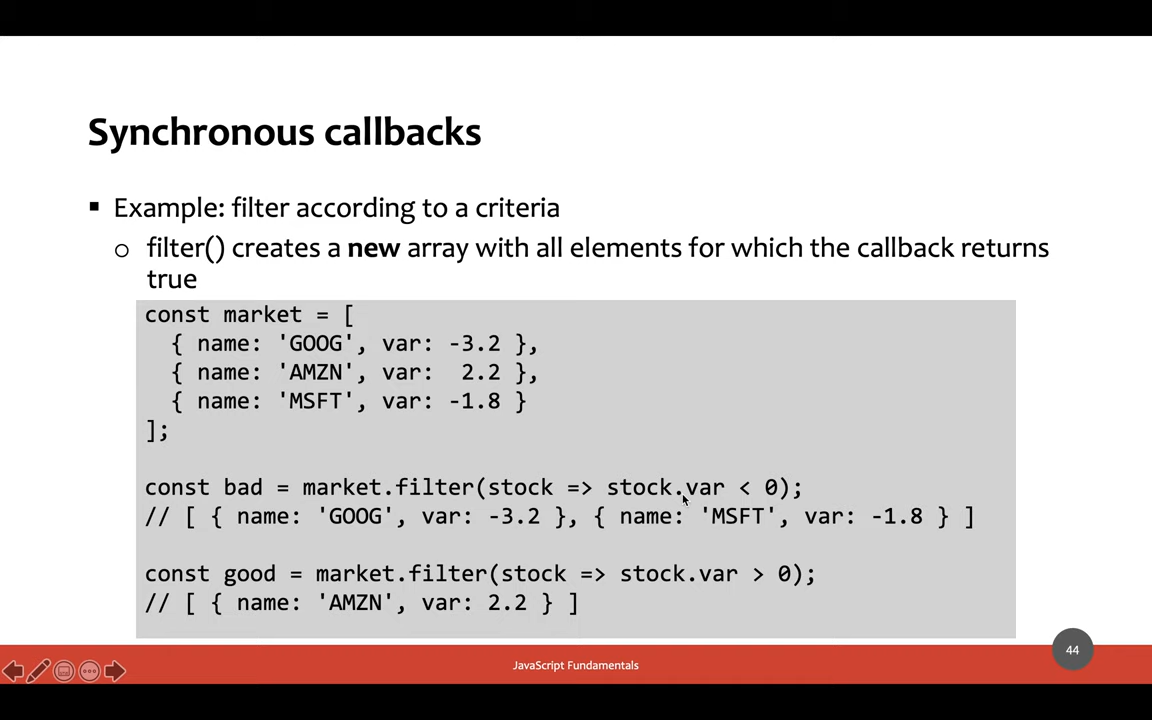 Synchronous callbacks
▪ Example: filter according to a criteria
o filter() creates a new array with all elements for which the callback returns
true
const market = [
  { name: 'GOOG', var: -3.2 },
  { name: 'AMZN', var:  2.2 },
  { name: 'MSFT', var: -1.8 }
];
const bad = market.filter(stock => stock.var < 0);
// [ { name: 'GOOG', var: -3.2 }, { name: 'MSFT', var: -1.8 } ]
const good = market.filter(stock => stock.var > 0);
// [ { name: 'AMZN', var: 2.2 } ]
44
JavaScript Fundamentals